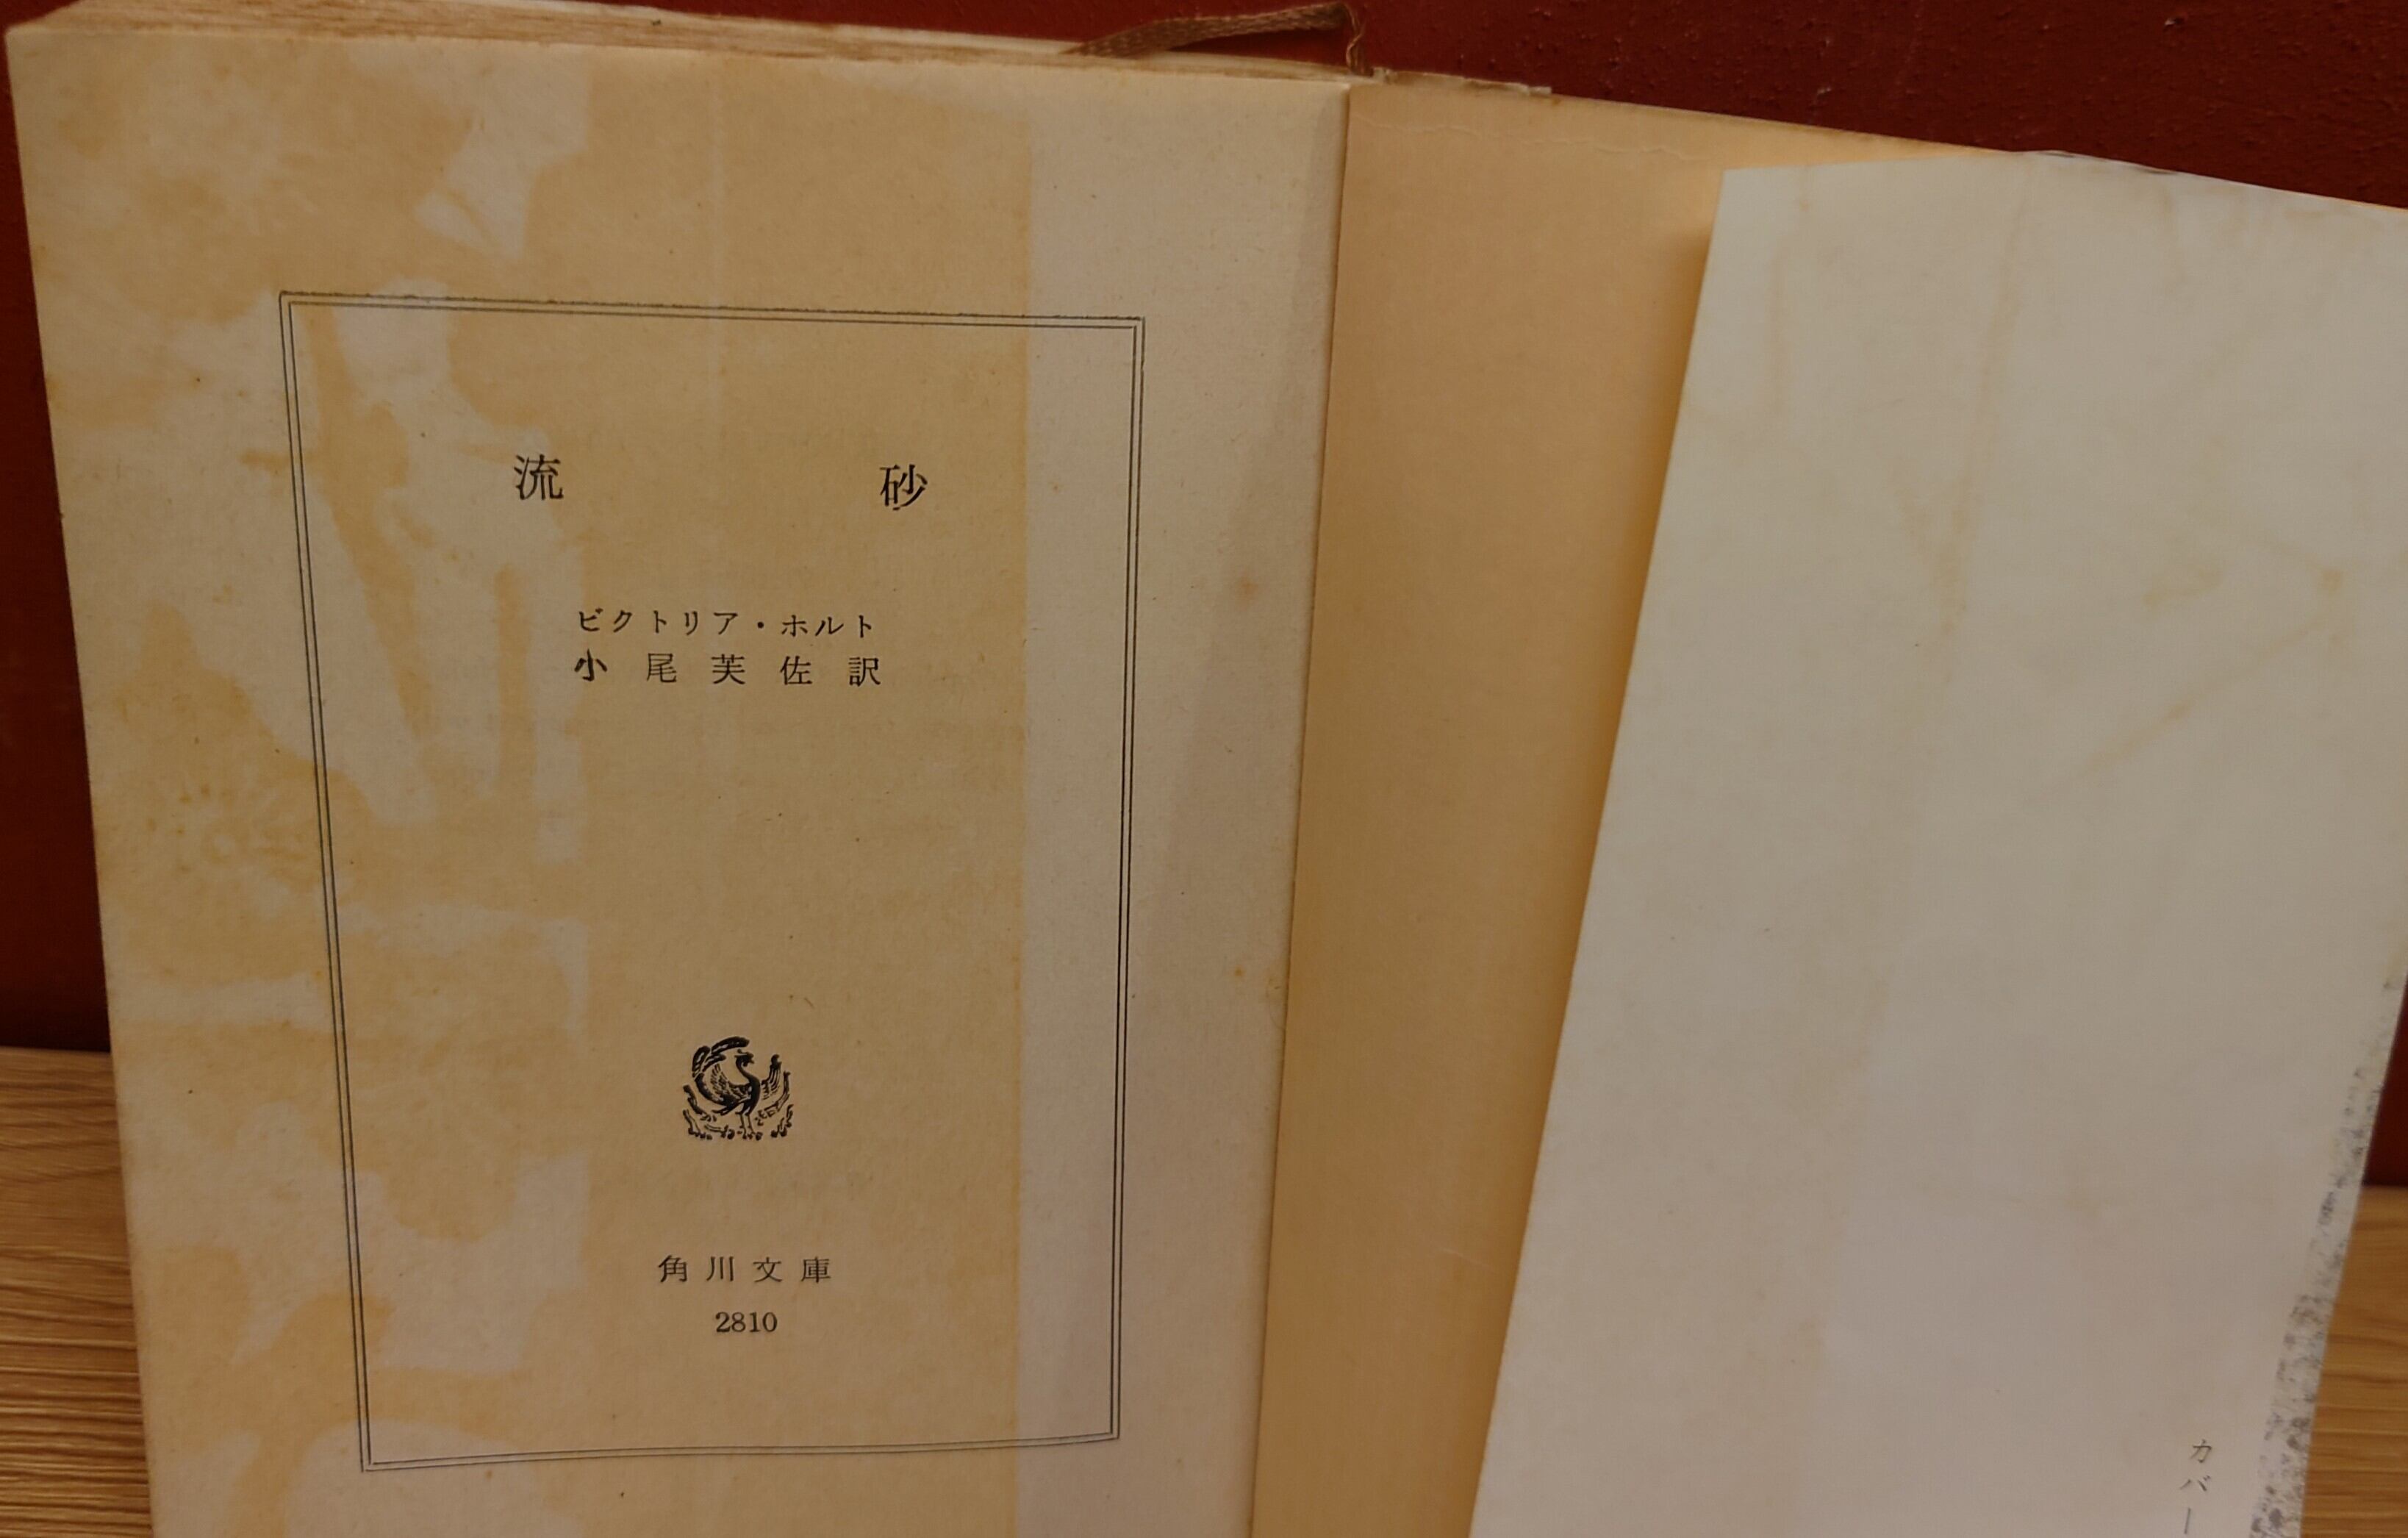 流砂
ビクトリア・ホルト
小尾芙佐訳
角川文庫
2810
カバー